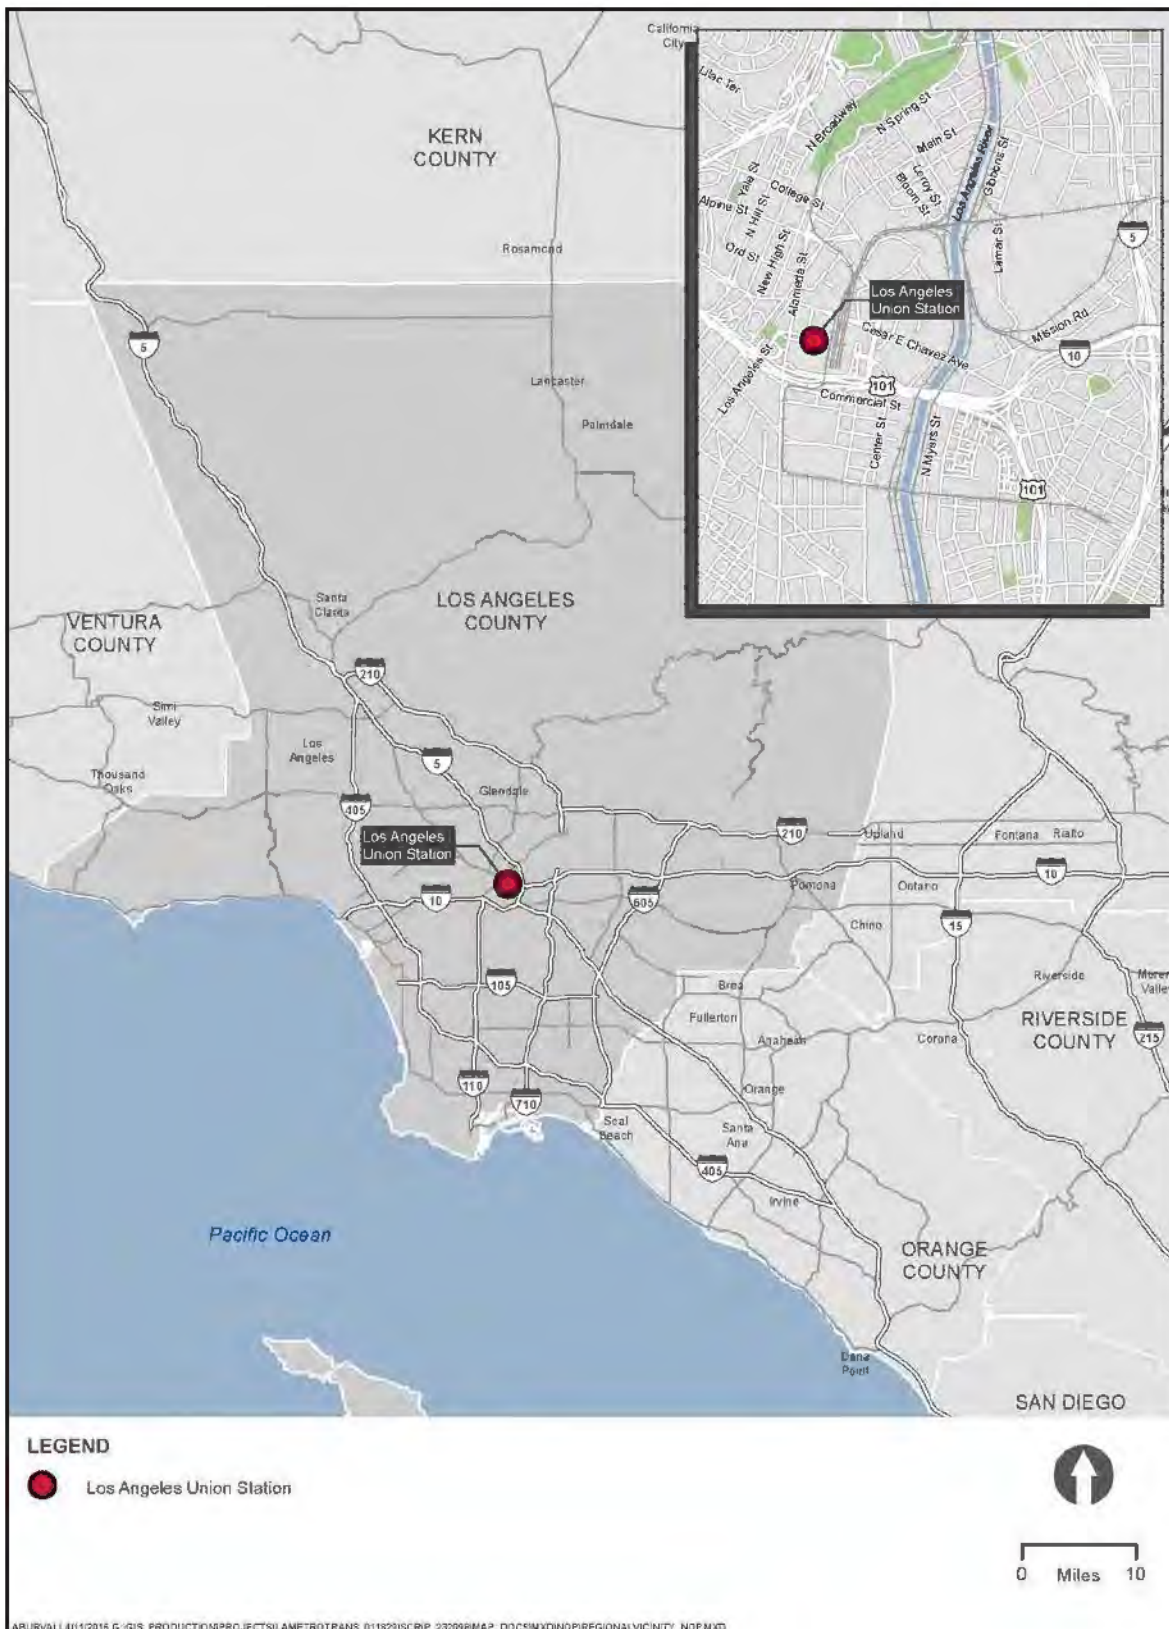 California
City
KERN
COUNTY
Rosamond
Lancaster
Palmdale
5
Santa
Clarita
LOS ANGELES
COUNTY
VENTURA
COUNTY
210
Simi
Valley
Los
Angeles
5
Thousand
Oaks
Glendale
405
Los Angeles
Union Station
210
Upland
Fontana
Rialto
10
10
605
Pomona
Ontario
15
Chino
105
Brea
Riverside
Valley
Fullerton
RIVERSIDE
COUNTY
Anaheim
Corona
215
110
710
Orange
Seal
Beach
Santa
Ana
405
Irvine
Pacific Ocean
ORANGE
COUNTY
Dana
Point
SAN DIEGO
Lilac Ter
N Broadway
N Spring St
Main St
Los Angeles River
Gibbons St
Leroy St
Bloom St
Yale St
College St
Alpine St
N Hill St
Ord St
New High St
Alameda St
Lamar St
5
Los Angeles
Union Station
Mission Rd
10
Cesar E Chavez Ave
Los Angeles St
101
Commercial St
Center St
N Myers St
101
LEGEND
Los Angeles Union Station
0 Miles 10